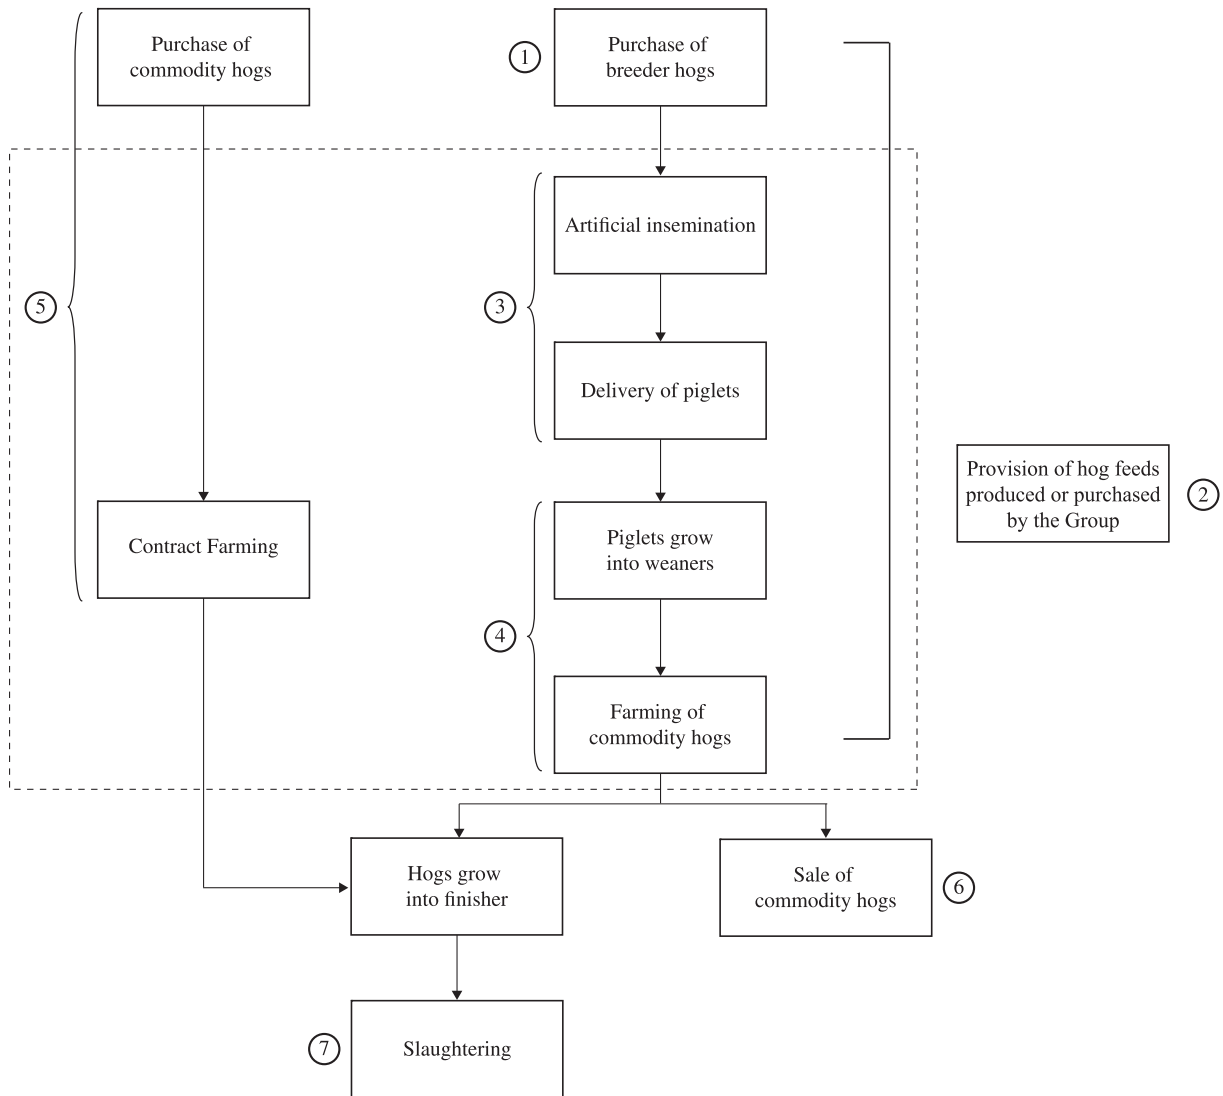 Purchase of
commodity hogs
1
Purchase of
breeder hogs
Artificial insemination
5
3
Delivery of piglets
Provision of hog feeds
produced or purchased
by the Group
2
Contract Farming
Piglets grow
into weaners
4
Farming of
commodity hogs
Hogs grow
into finisher
Sale of
commodity hogs
6
7
Slaughtering